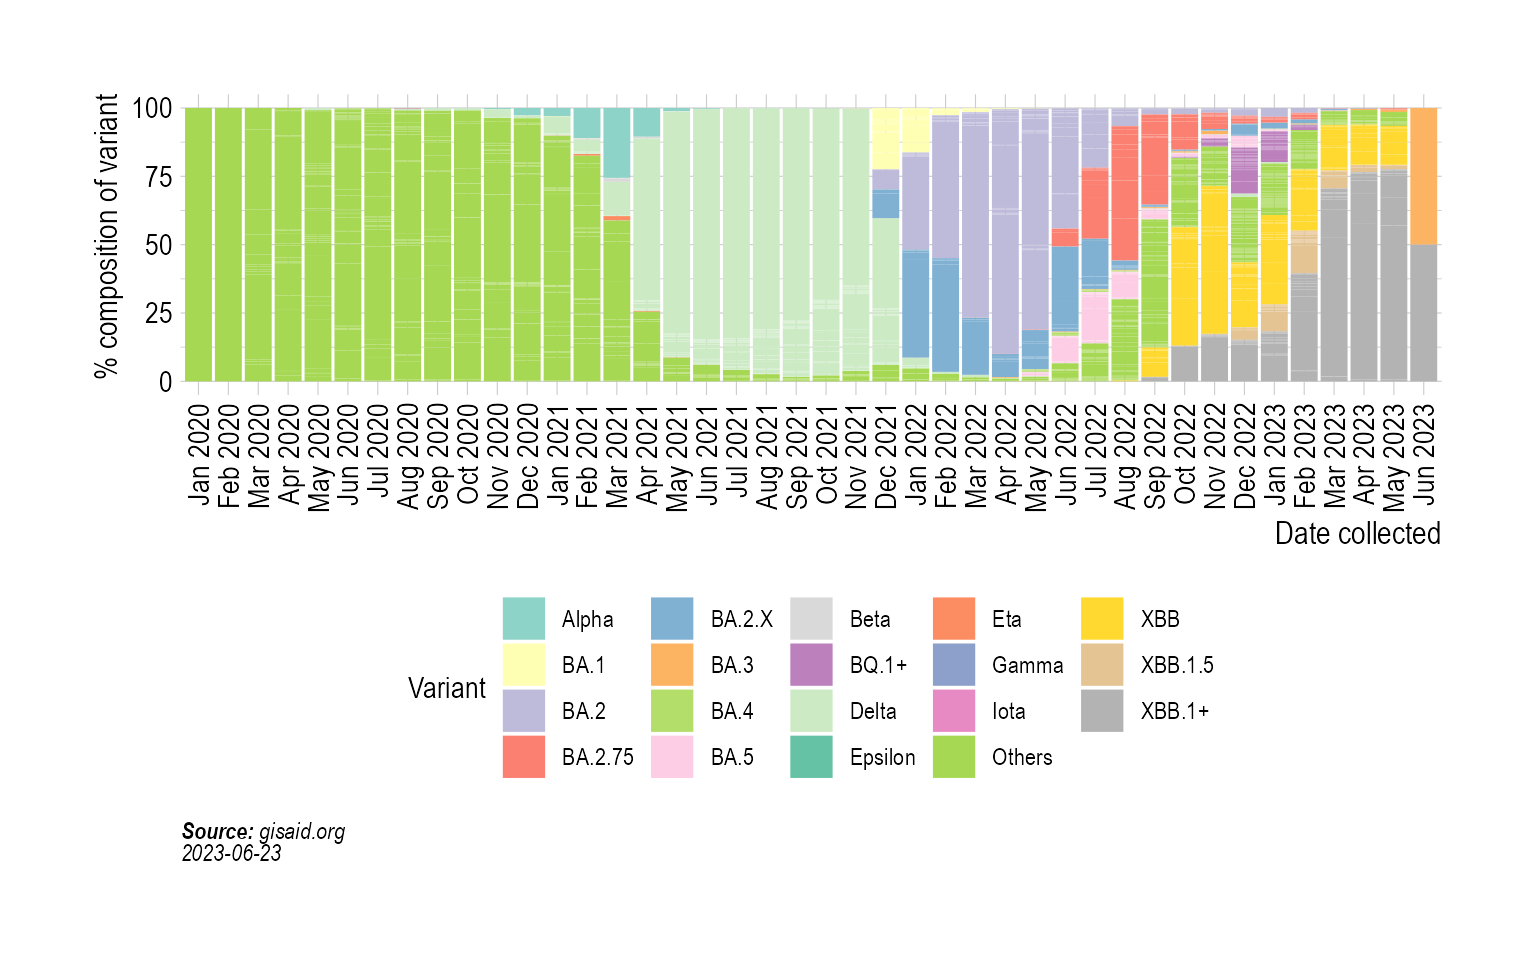 % composition of variant
100
75
50
25
0
Jan 2020
Feb 2020
Mar 2020
Apr 2020
May 2020
Jun 2020
Jul 2020
Aug 2020
Sep 2020
Oct 2020
Nov 2020
Dec 2020
Jan 2021
Feb 2021
Mar 2021
Apr 2021
May 2021
Jun 2021
Jul 2021
Aug 2021
Sep 2021
Oct 2021
Nov 2021
Dec 2021
Jan 2022
Feb 2022
Mar 2022
Apr 2022
May 2022
Jun 2022
Jul 2022
Aug 2022
Sep 2022
Oct 2022
Nov 2022
Dec 2022
Jan 2023
Feb 2023
Mar 2023
Apr 2023
May 2023
Jun 2023
Date collected
Variant
Alpha
BA.1
BA.2
BA.2.75
BA.2.X
BA.3
BA.4
BA.5
Beta
BQ.1+
Delta
Epsilon
Eta
Gamma
Iota
Others
XBB
XBB.1.5
XBB.1+
Source: gisaid.org
2023-06-23